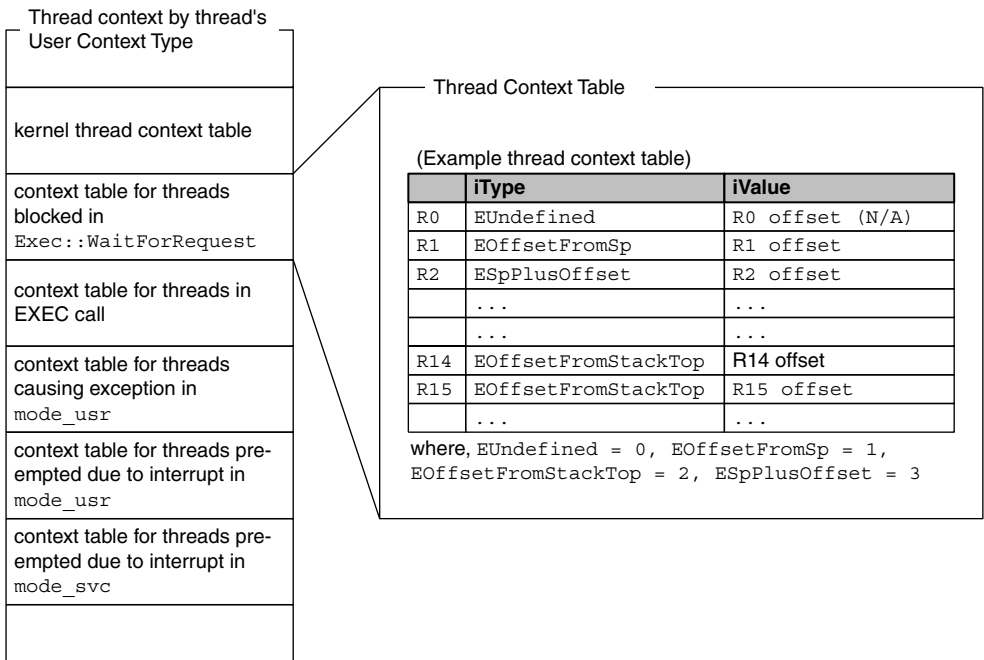 Thread context by thread's
User Context Type
kernel thread context table
context table for threads
blocked in
Exec::WaitForRequest
context table for threads in
EXEC call
context table for threads
causing exception in
mode_usr
context table for threads pre-
empted due to interrupt in
mode_usr
context table for threads pre-
empted due to interrupt in
mode_svc
Thread Context Table
(Example thread context table)
iType iValue
R0 EUndefined R0 offset (N/A)
R1 EOffsetFromSp R1 offset
R2 ESpPlusOffset R2 offset
... ...
... ...
R14 EOffsetFromStackTop R14 offset
R15 EOffsetFromStackTop R15 offset
... ...
where, EUndefined = 0, EOffsetFromSp = 1,
EOffsetFromStackTop = 2, ESpPlusOffset = 3